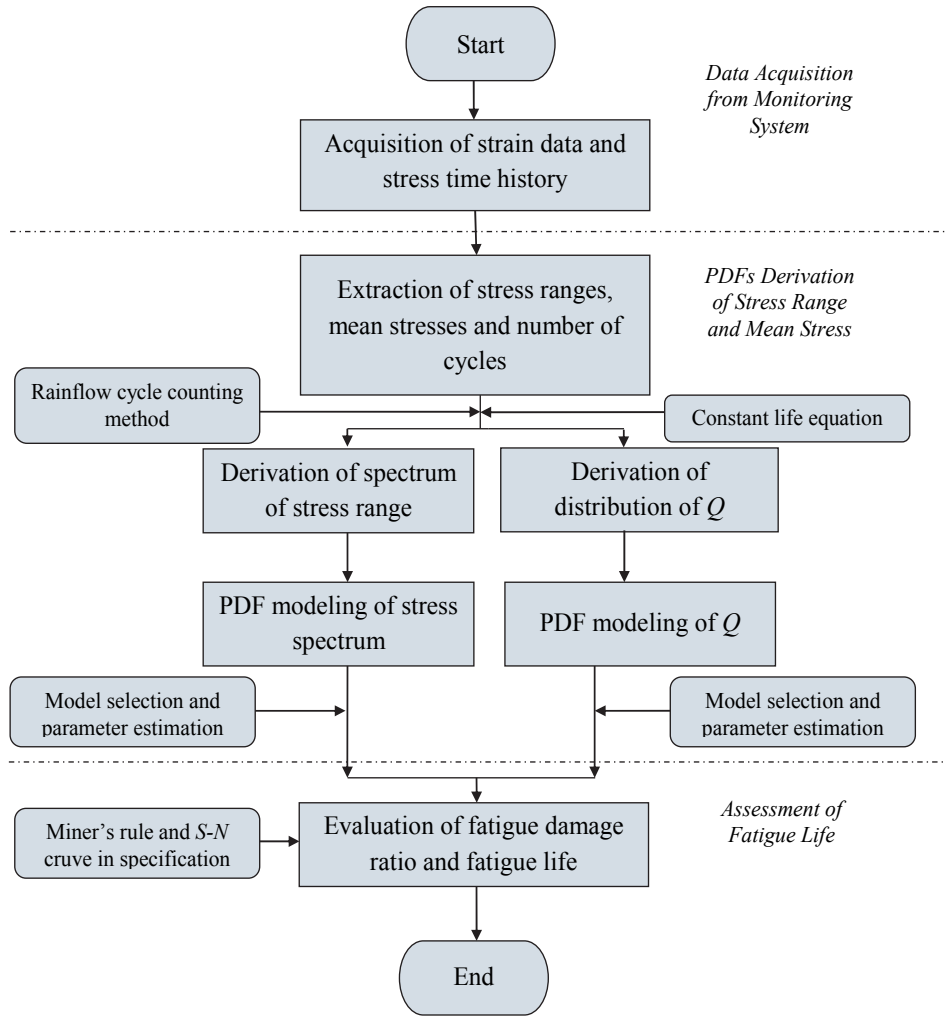 Start
Data Acquisition
from Monitoring
System
Acquisition of strain data and
stress time history
Extraction of stress ranges,
mean stresses and number of
cycles
PDFs Derivation
of Stress Range
and Mean Stress
Rainflow cycle counting
method
Constant life equation
Derivation of spectrum
of stress range
Derivation of
distribution of Q
PDF modeling of stress
spectrum
PDF modeling of Q
Model selection and
parameter estimation
Model selection and
parameter estimation
Miner’s rule and S-N
cruve in specification
Evaluation of fatigue damage
ratio and fatigue life
Assessment of
Fatigue Life
End